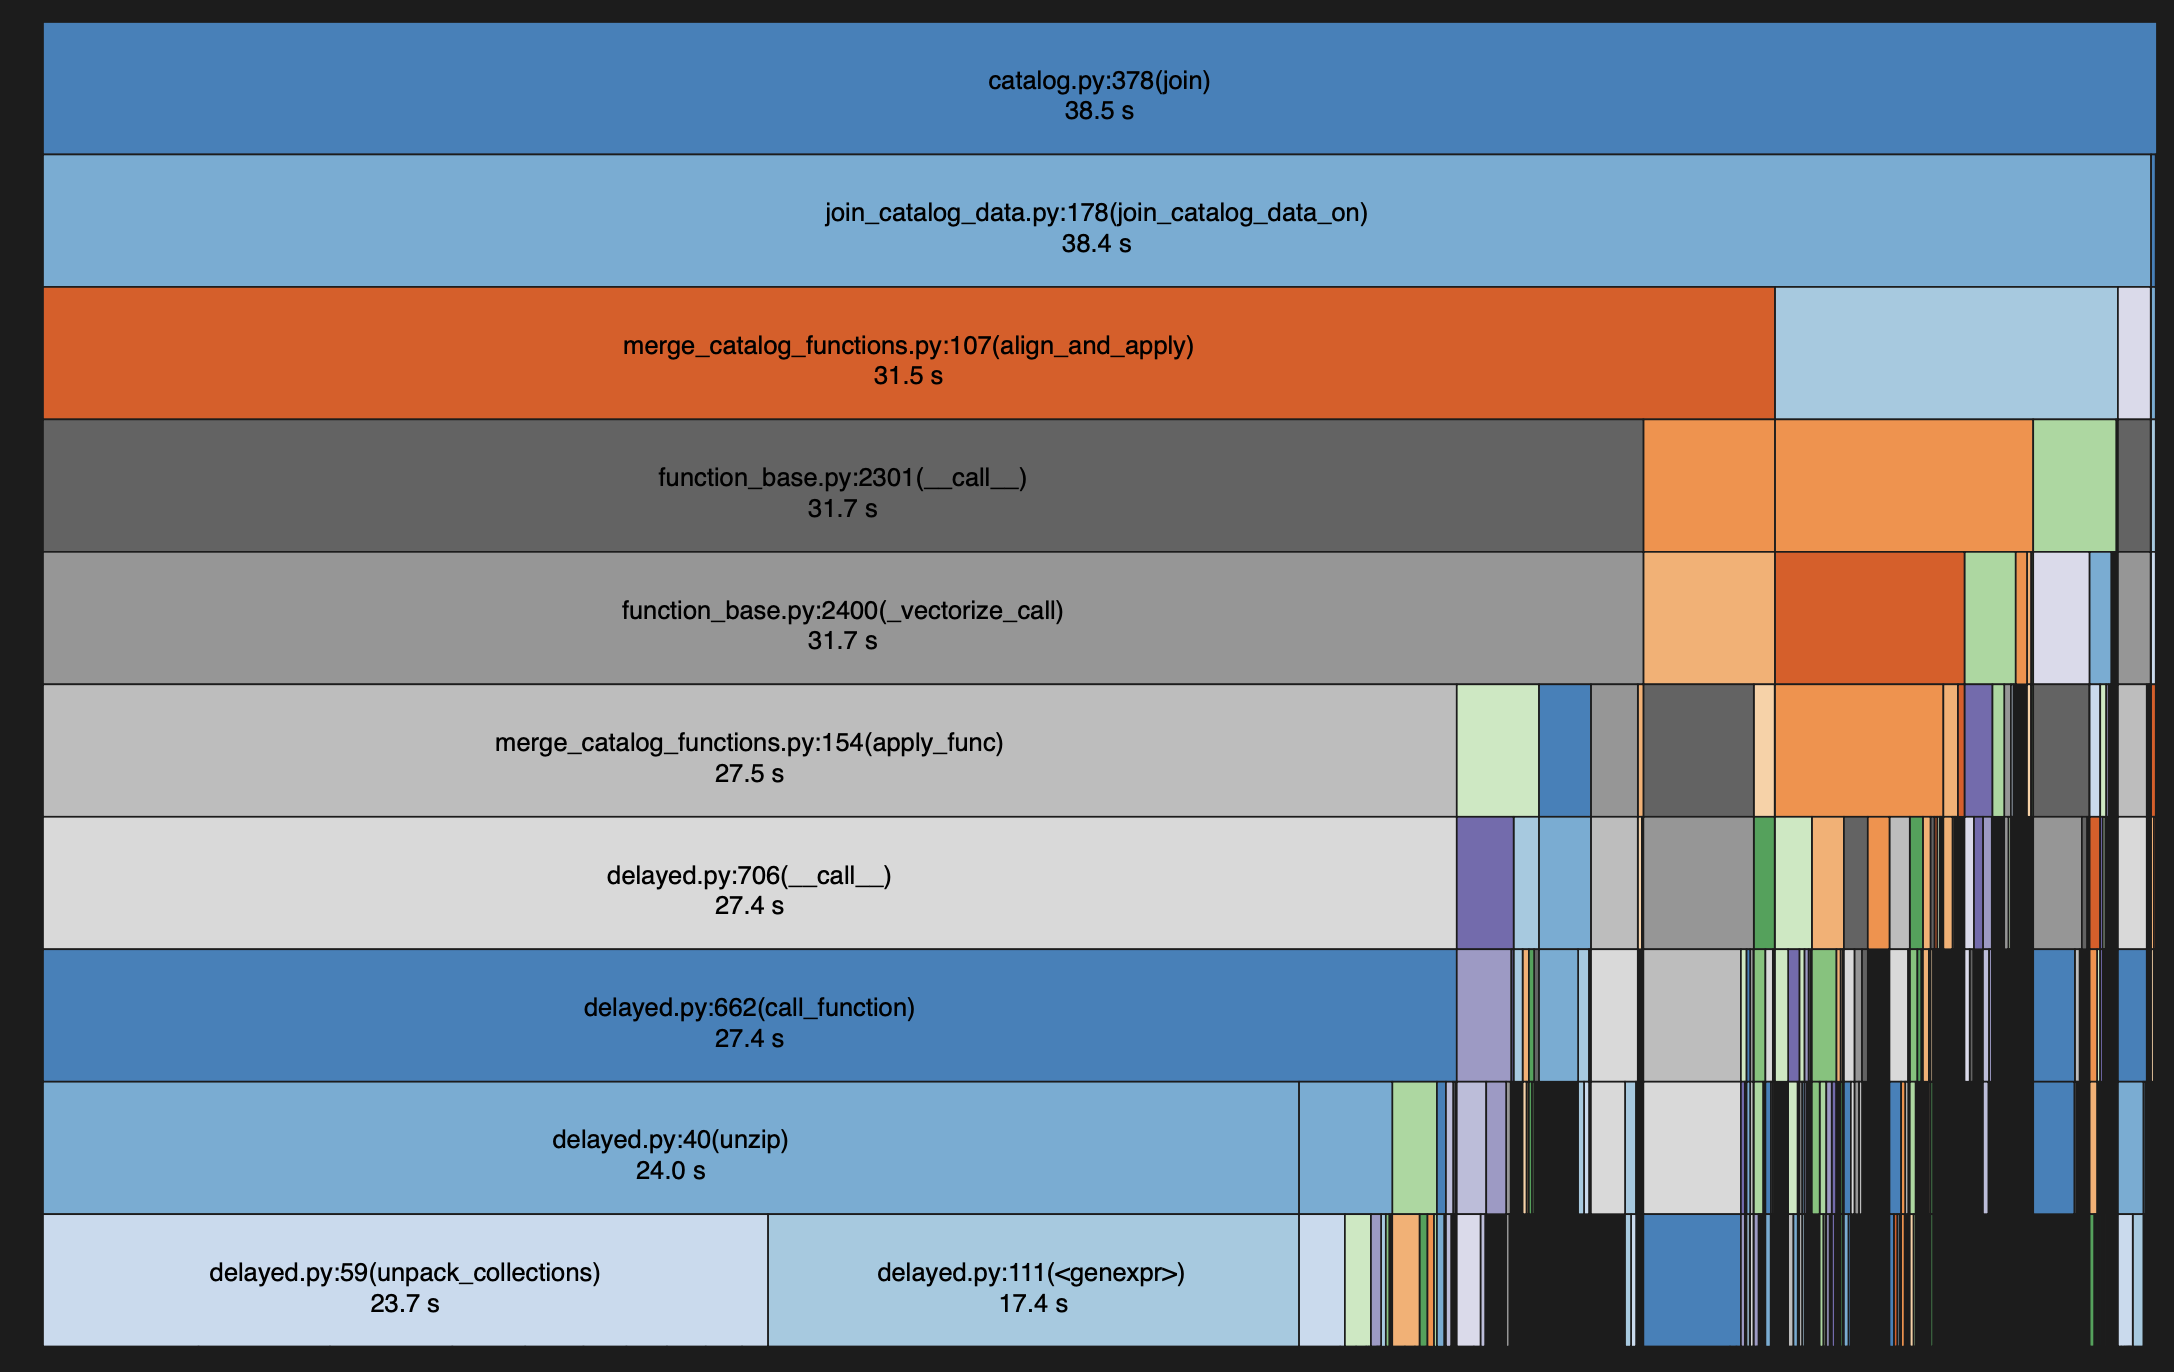 catalog.py:378(join)
38.5 s
join_catalog_data.py:178(join_catalog_data_on)
38.4 s
merge_catalog_functions.py:107(align_and_apply)
31.5 s
function_base.py:2301(__call__)
31.7 s
function_base.py:2400(_vectorize_call)
31.7 s
merge_catalog_functions.py:154(apply_func)
27.5 s
delayed.py:706(__call__)
27.4 s
delayed.py:662(call_function)
27.4 s
delayed.py:40(unzip)
24.0 s
delayed.py:59(unpack_collections)
23.7 s
delayed.py:111(<genexpr>)
17.4 s